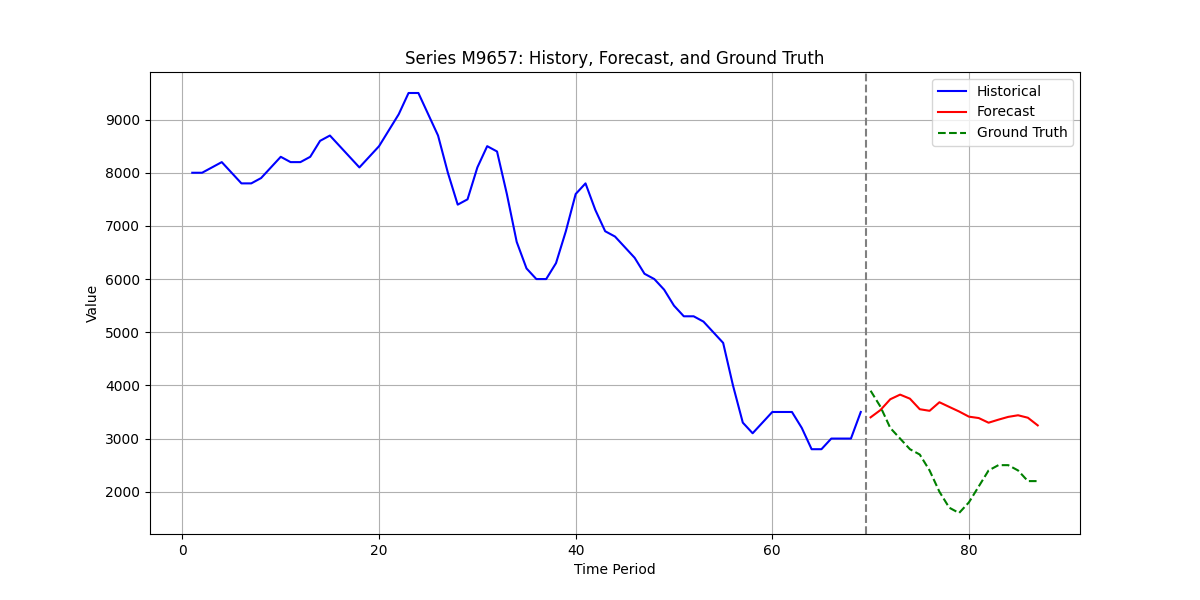 Series M9657: History, Forecast, and Ground Truth
Historical
Forecast
Ground Truth
Value
9000
8000
7000
6000
5000
4000
3000
2000
0 20 40 60 80
Time Period